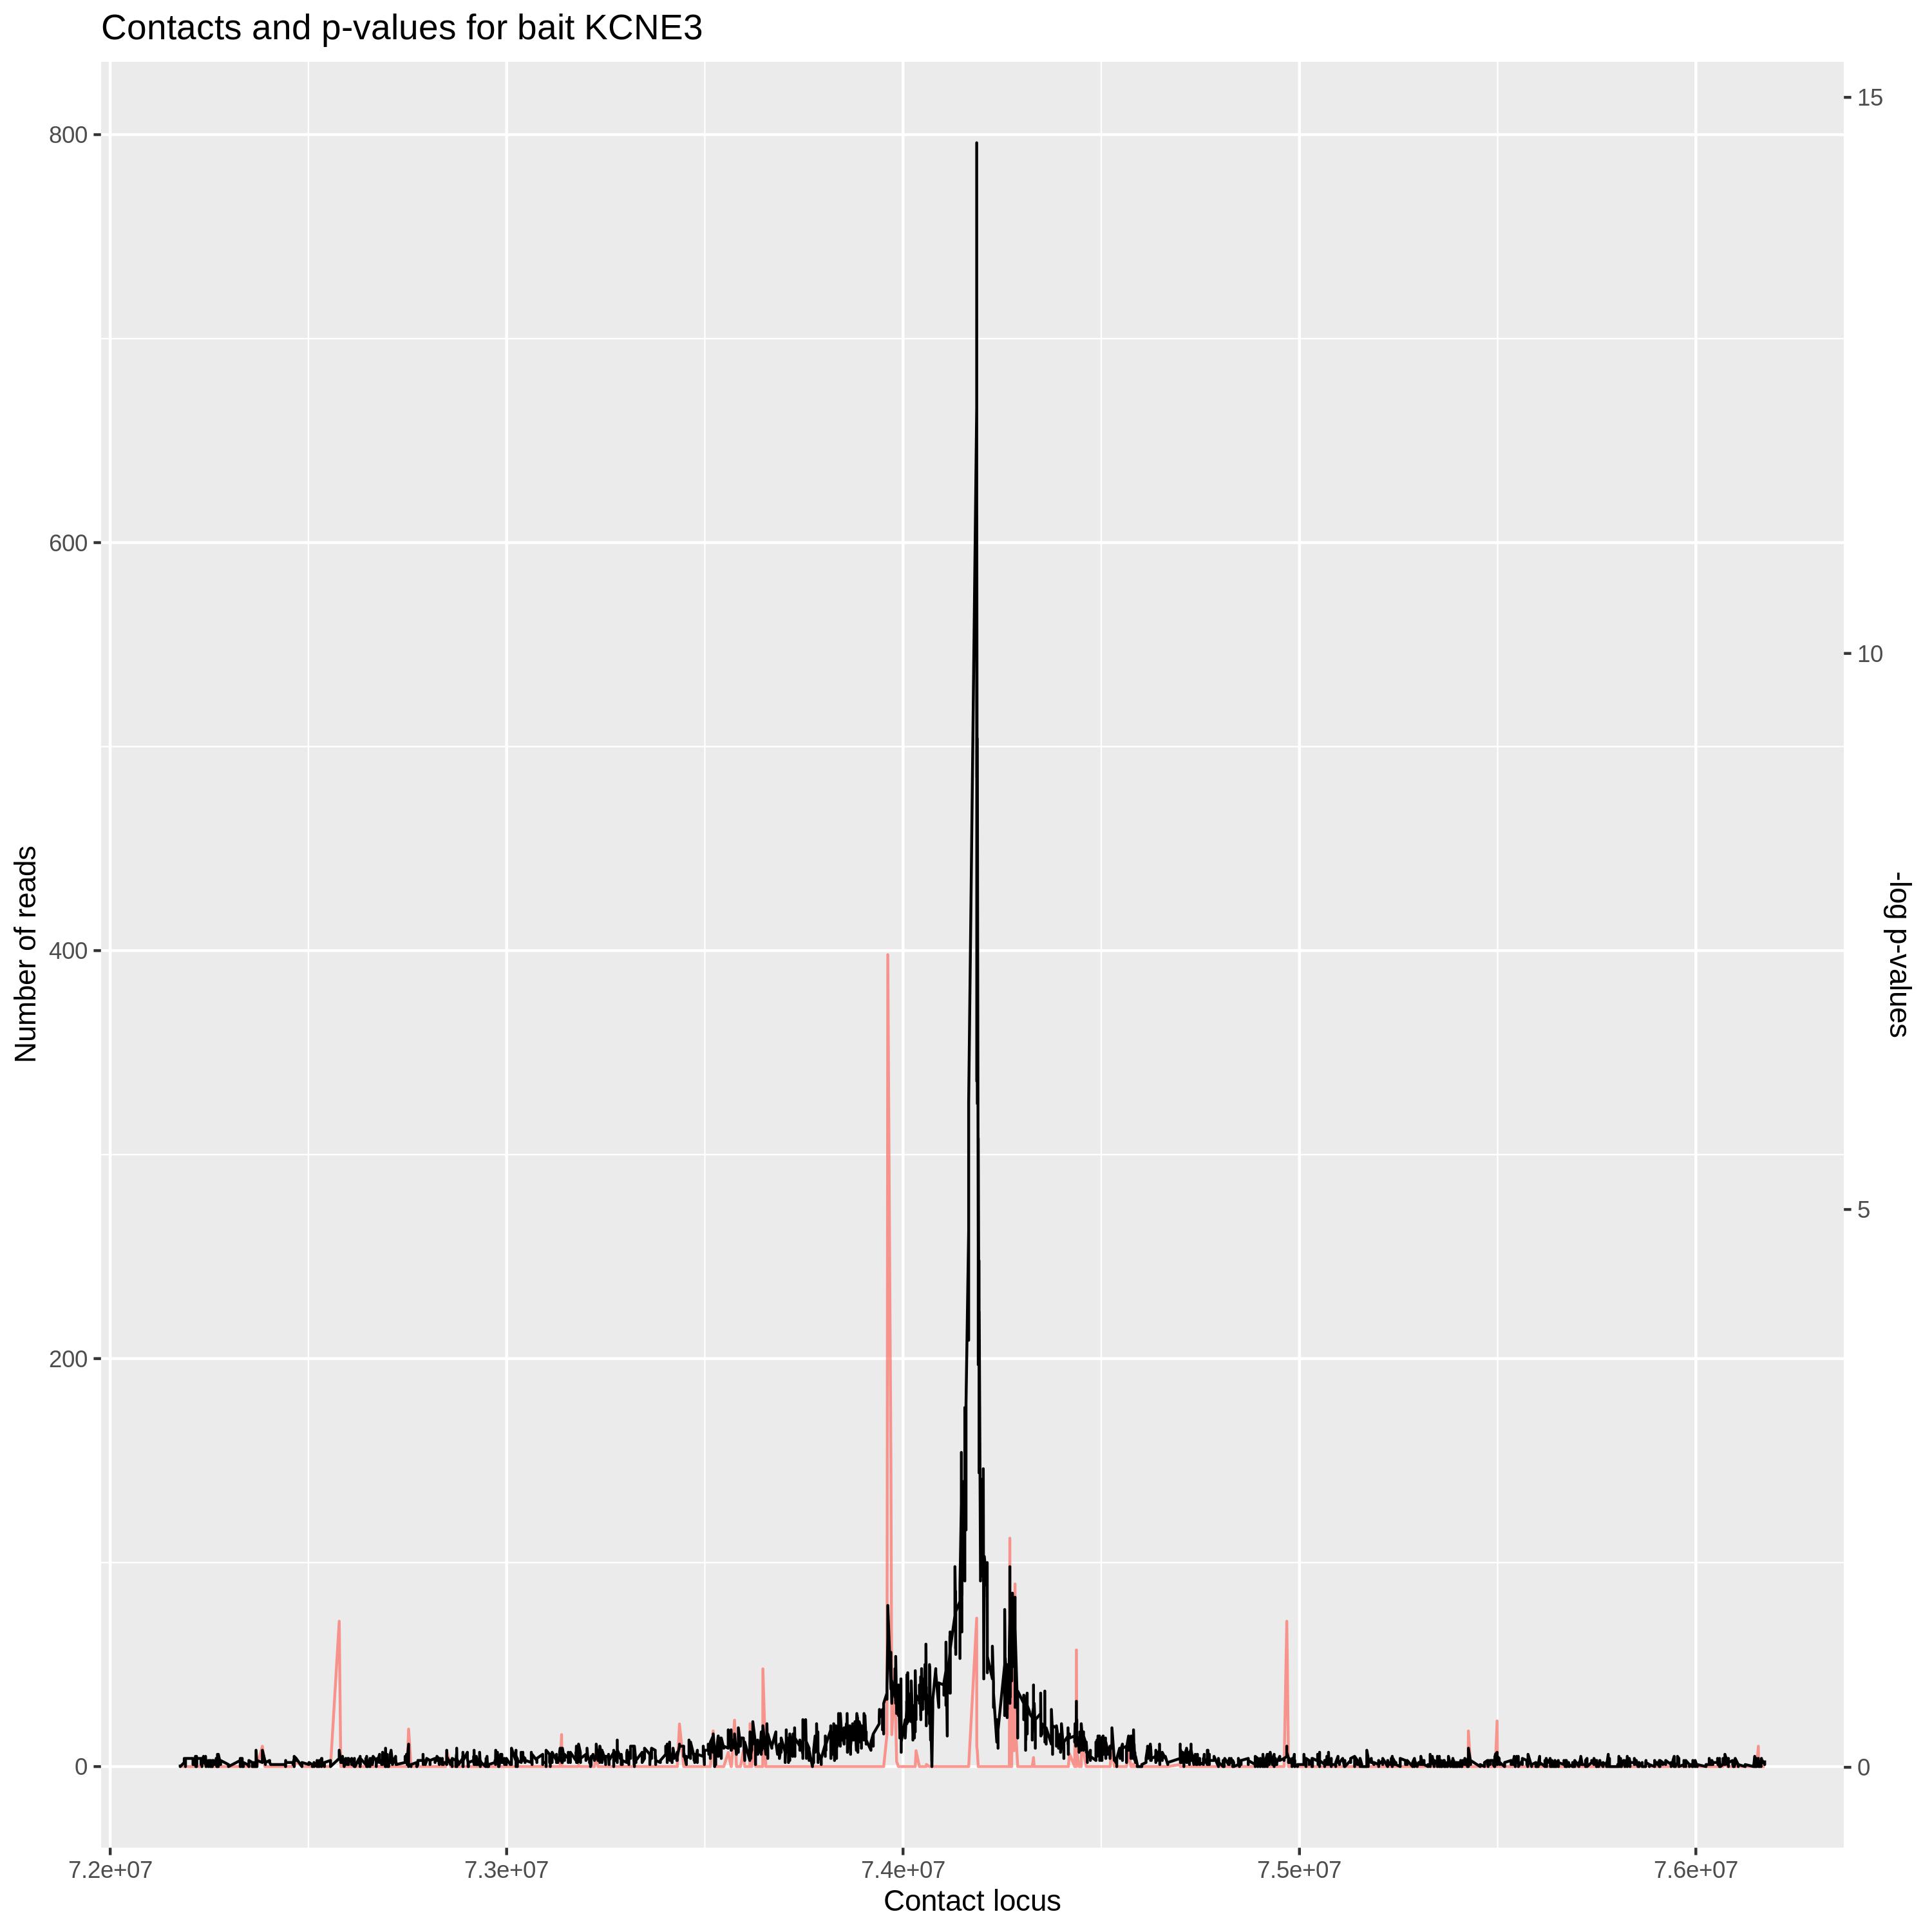 Contacts and p-values for bait KCNE3
800
600
400
200
0
Number of reads
15
10
5
0
-log p-values
7.2e+07 7.3e+07 7.4e+07 7.5e+07 7.6e+07
Contact locus